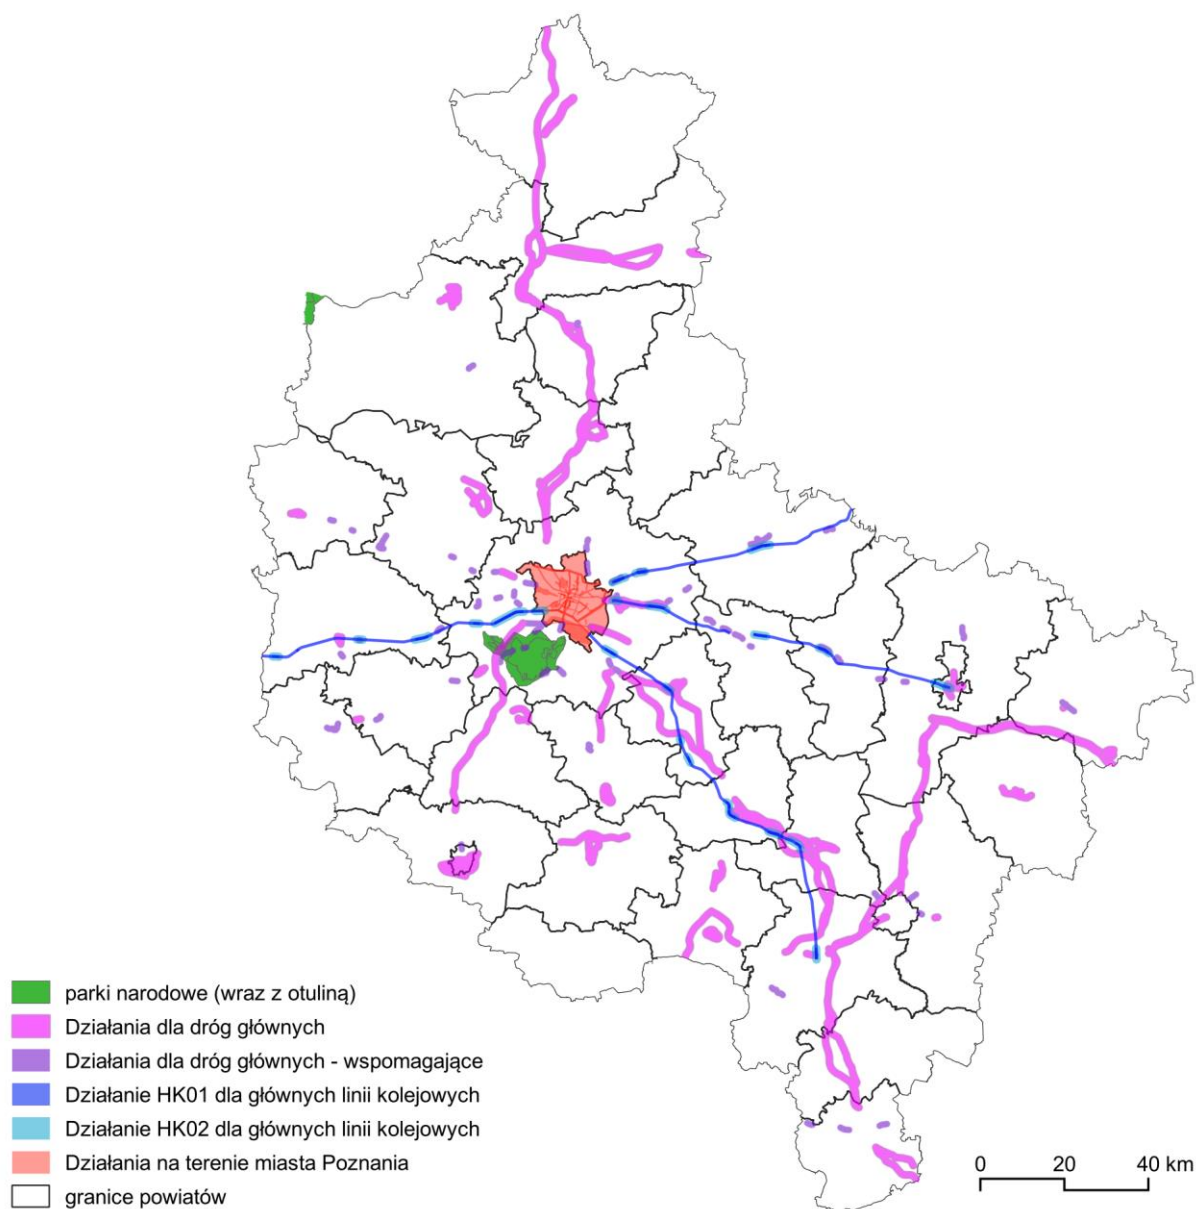 parki narodowe (wraz z otuliną)
Działania dla dróg głównych
Działania dla dróg głównych - wspomagające
Działanie HK01 dla głównych linii kolejowych
Działanie HK02 dla głównych linii kolejowych
Działania na terenie miasta Poznania
granice powiatów
0 20 40 km